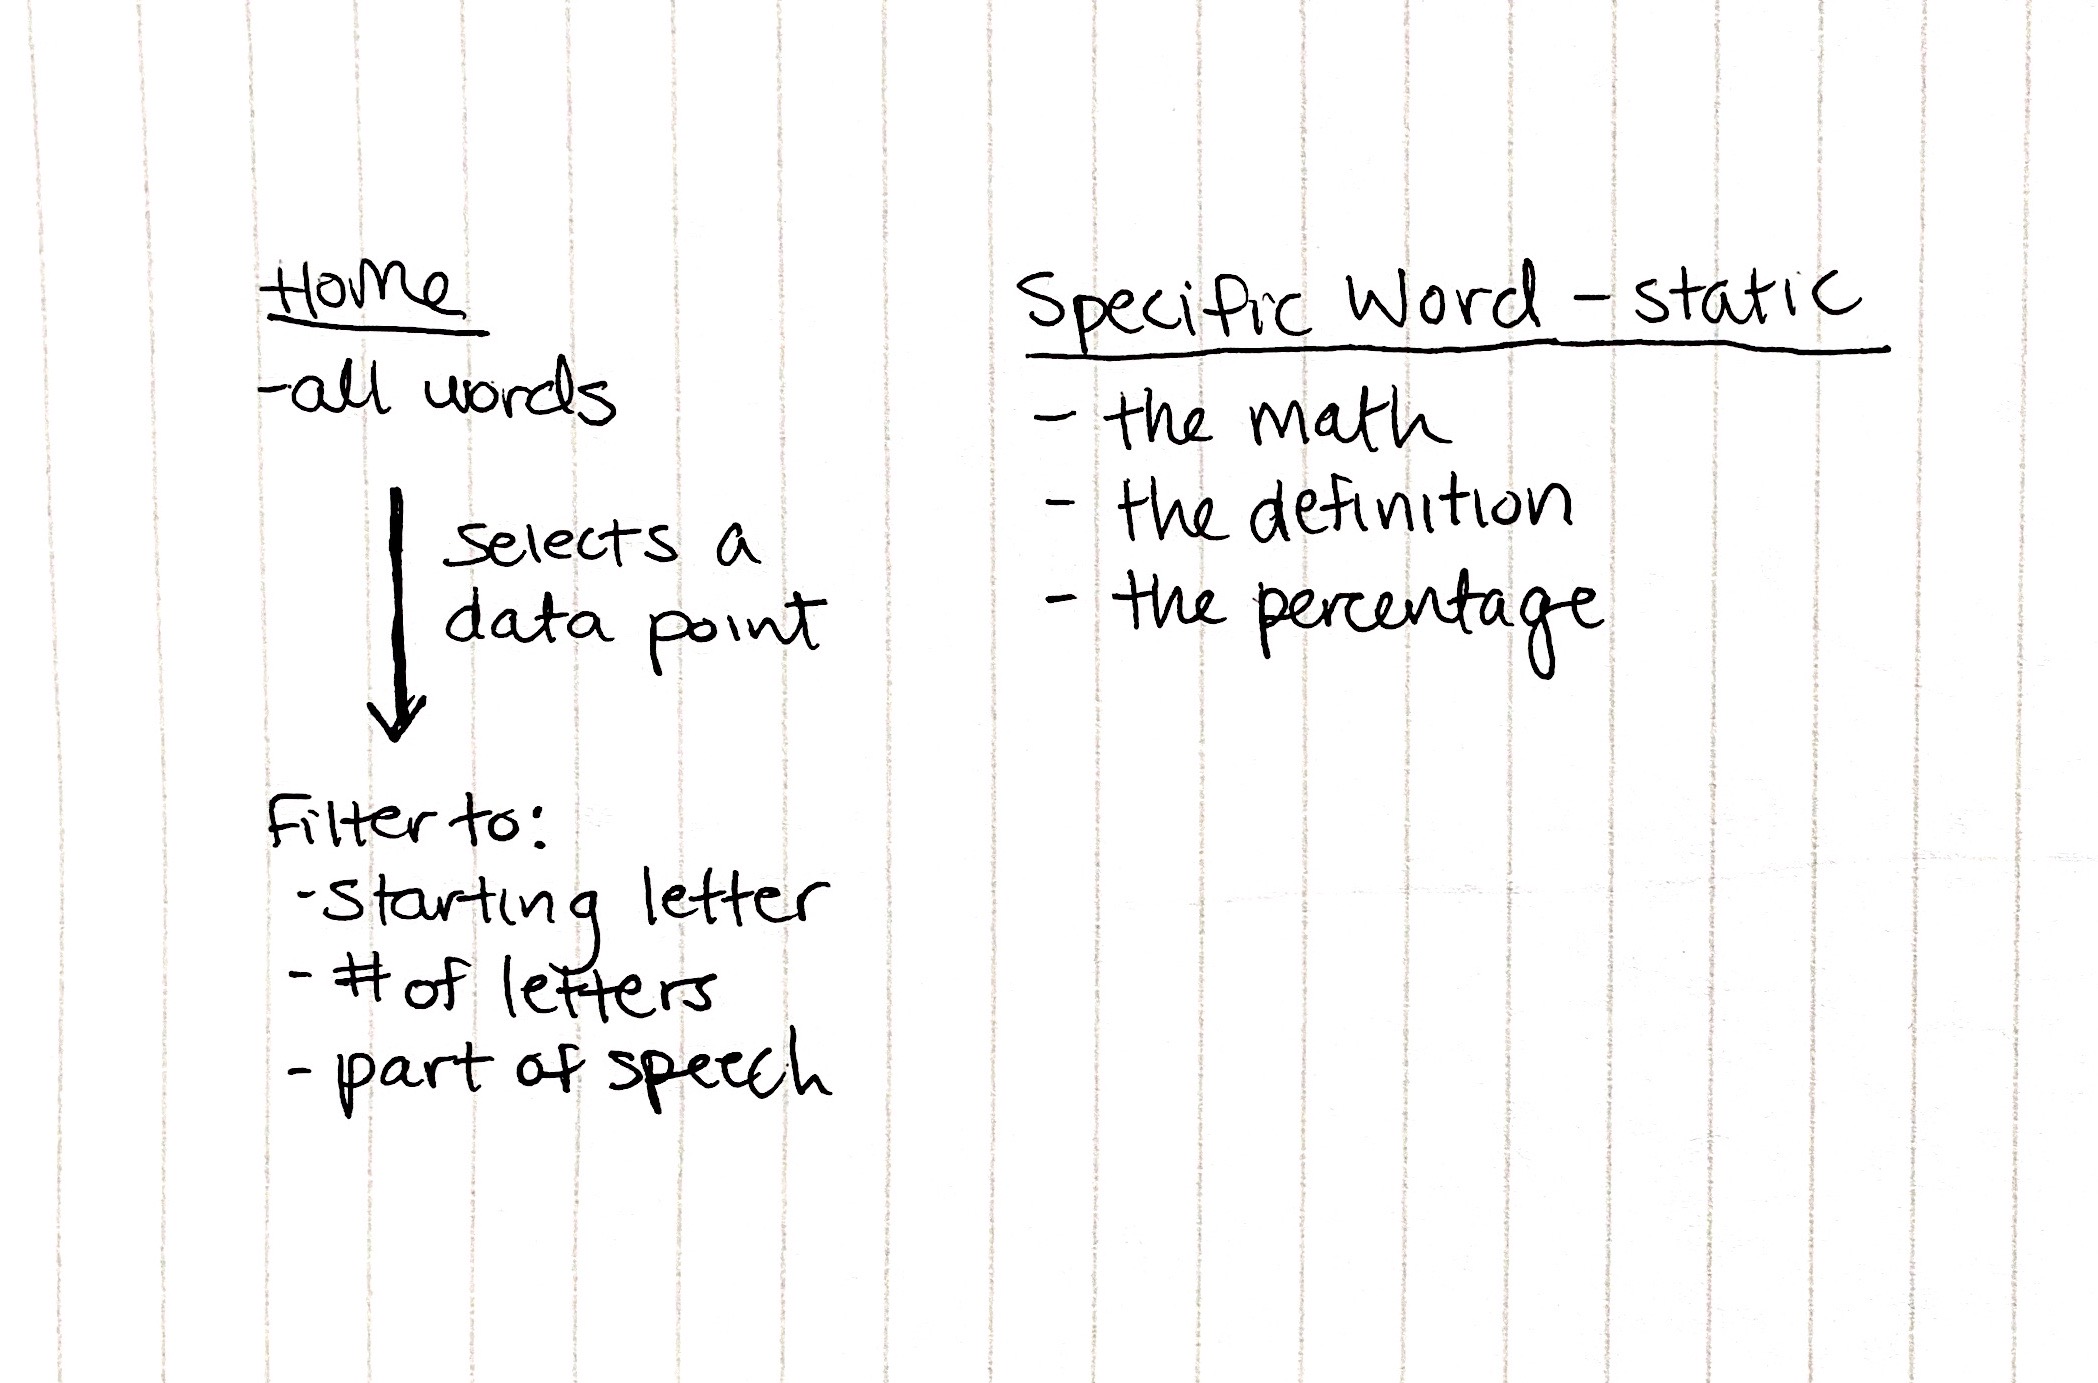 Home
-all words
selects a
data point
Filter to:
-starting letter
- # of letters
- part of speech
Specific Word - static
- the math
- the definition
- the percentage